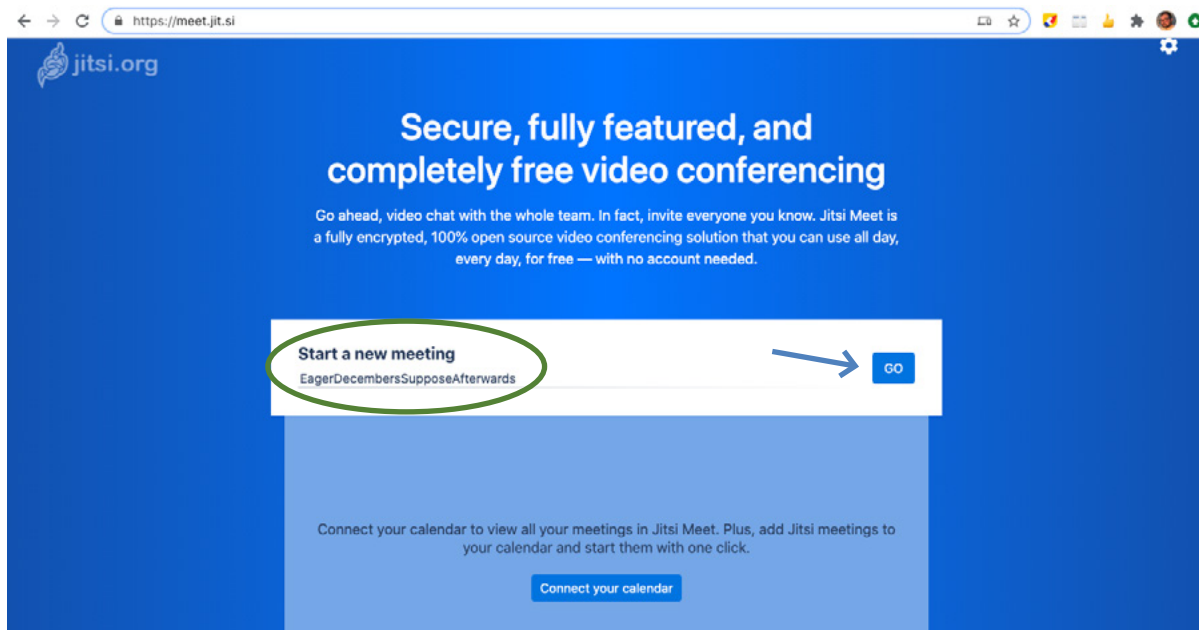 https://meet.jit.si
jitsi.org
Secure, fully featured, and
completely free video conferencing
Go ahead, video chat with the whole team. In fact, invite everyone you know. Jitsi Meet is
a fully encrypted, 100% open source video conferencing solution that you can use all day,
every day, for free — with no account needed.
Start a new meeting
EagerDecembersSupposeAfterwards
GO
Connect your calendar to view all your meetings in Jitsi Meet. Plus, add Jitsi meetings to
your calendar and start them with one click.
Connect your calendar